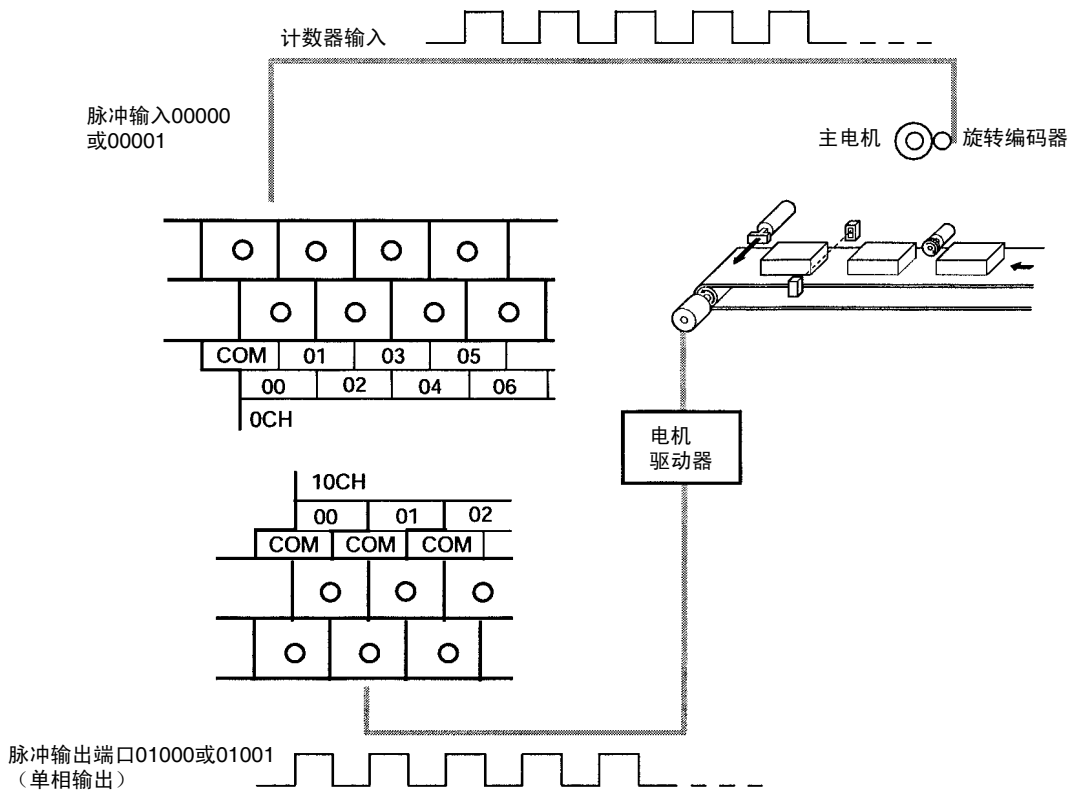 计数器输入
脉冲输入00000
或00001
主电机
旋转编码器
COM 01 03 05
00 02 04 06
0CH
电机
驱动器
10CH
00 01 02
COM COM COM
脉冲输出端口01000或01001
（单相输出）